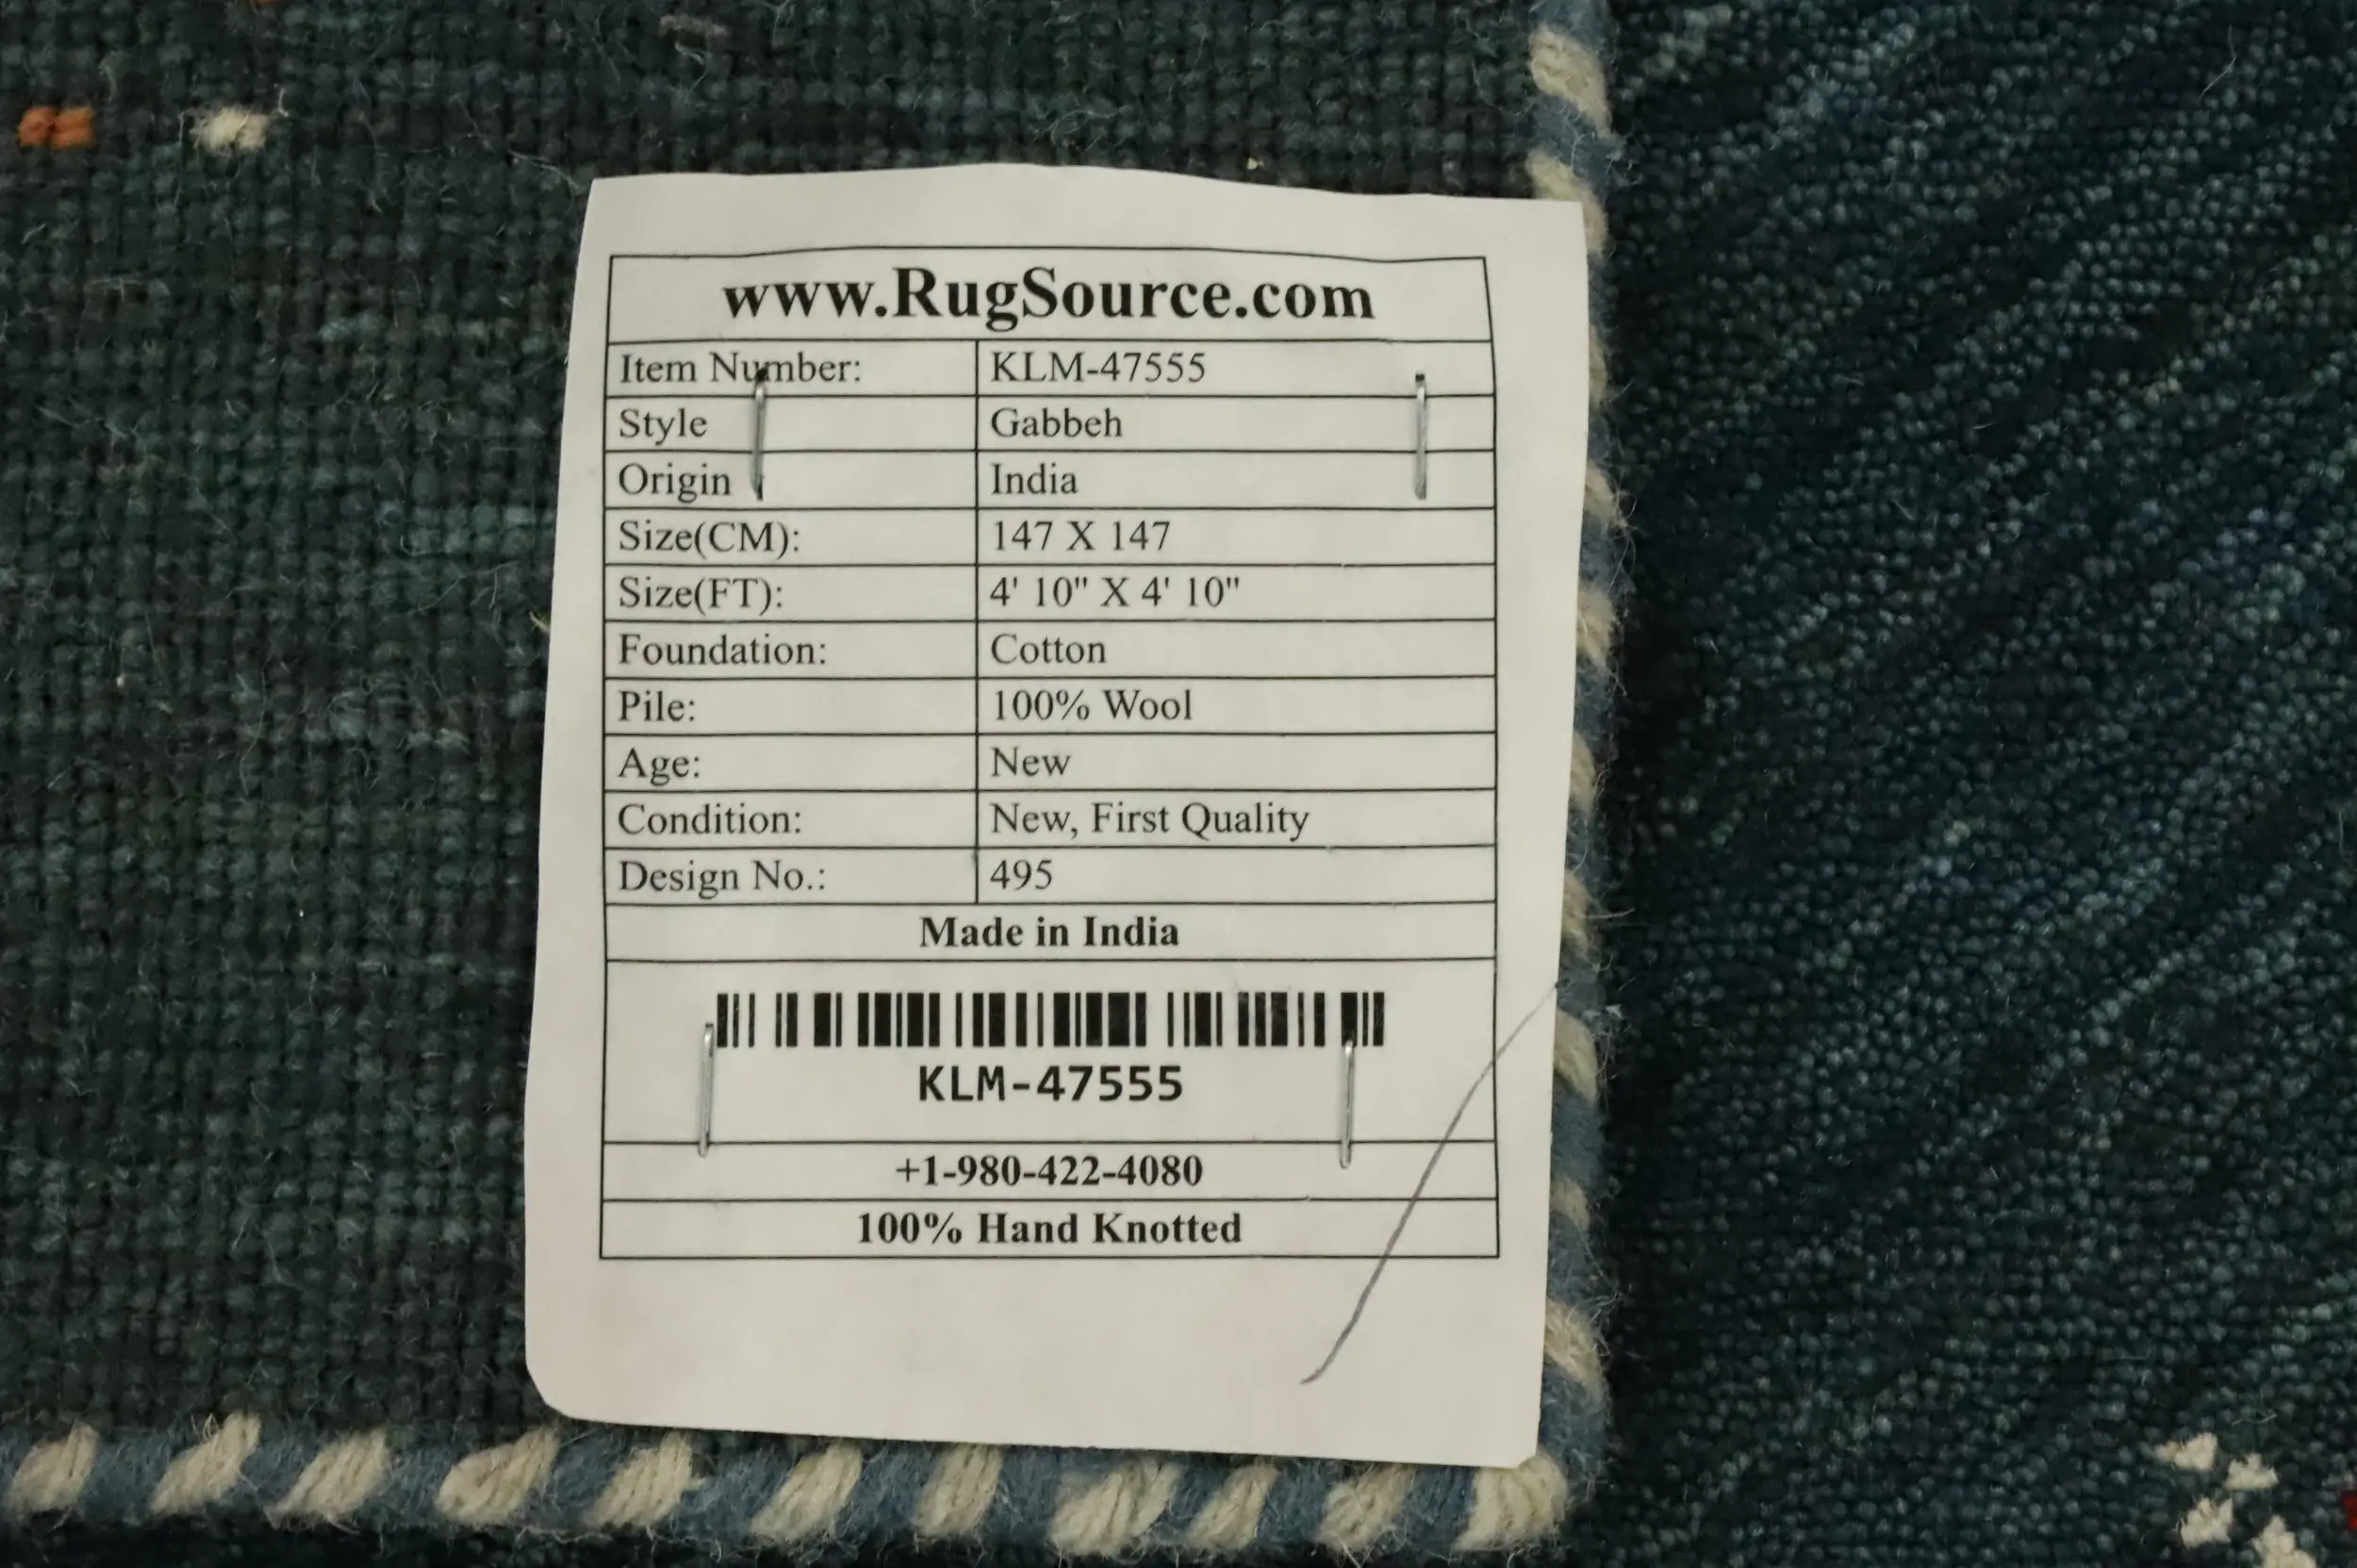 www.RugSource.com
Item Number: KLM-47555
Style Gabbeh
Origin India
Size(CM): 147 X 147
Size(FT): 4' 10" X 4' 10"
Foundation: Cotton
Pile: 100% Wool
Age: New
Condition: New, First Quality
Design No.: 495
Made in India
KLM-47555
+1-980-422-4080
100% Hand Knotted